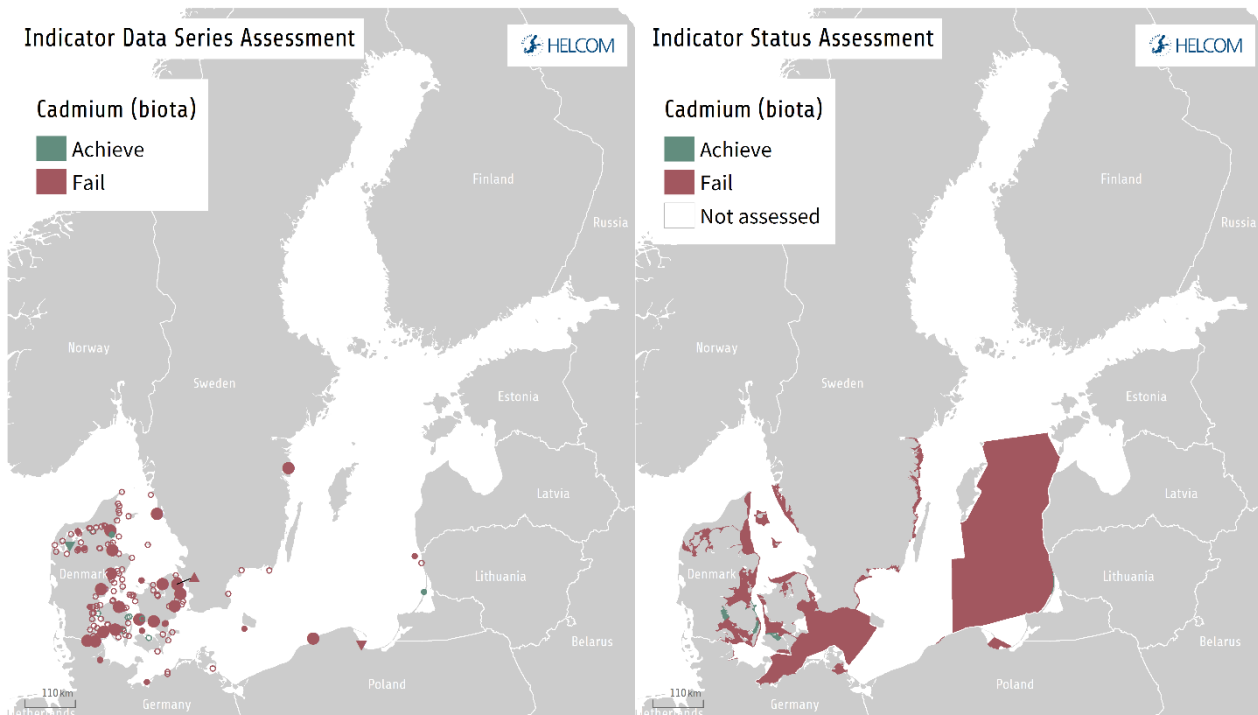 Indicator Data Series Assessment
HELCOM
Cadmium (biota)
Achieve
Fail
Finland
Russia
Norway
Sweden
Estonia
Latvia
Denmark
Lithuania
Belarus
Poland
110km
Germany
Netherlands
Indicator Status Assessment
HELCOM
Cadmium (biota)
Achieve
Fail
Not assessed
Finland
Russia
Norway
Sweden
Estonia
Latvia
Denmark
Lithuania
Belarus
Poland
110km
Germany
Netherlands